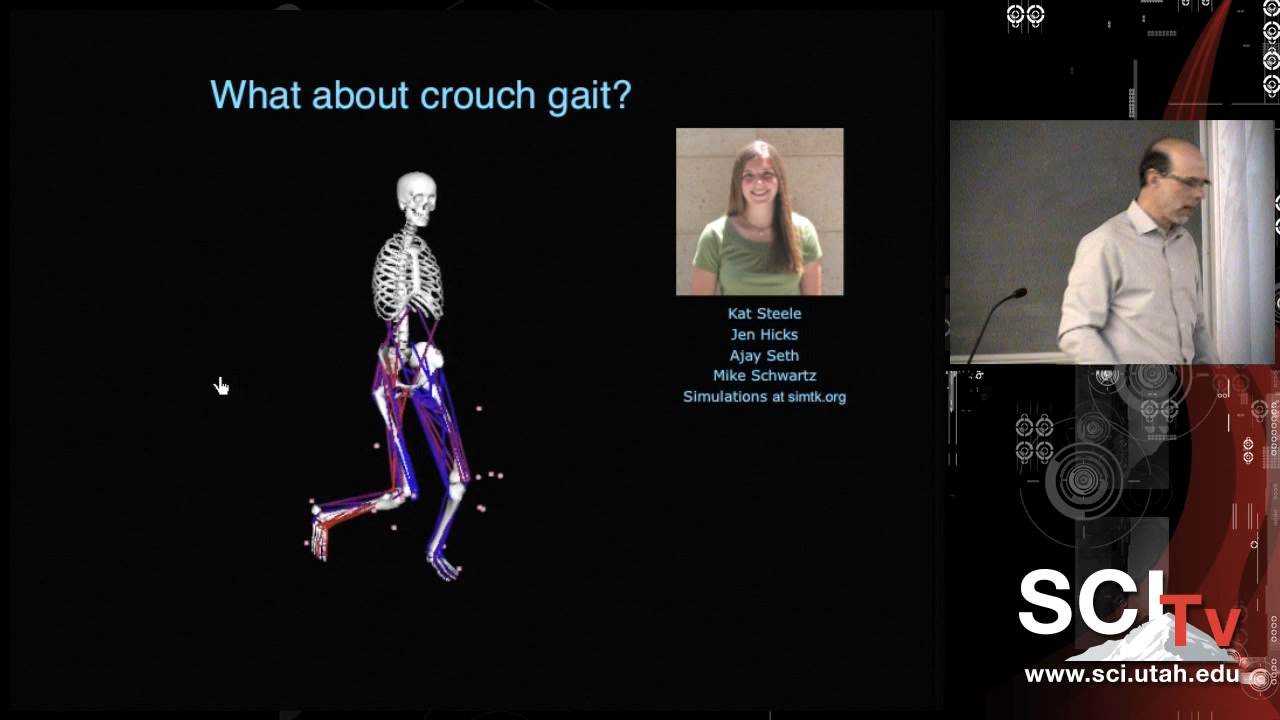 What about crouch gait?
Kat Steele
Jen Hicks
Ajay Seth
Mike Schwartz
Simulations at simtk.org
SCI TV
www.sci.utah.edu